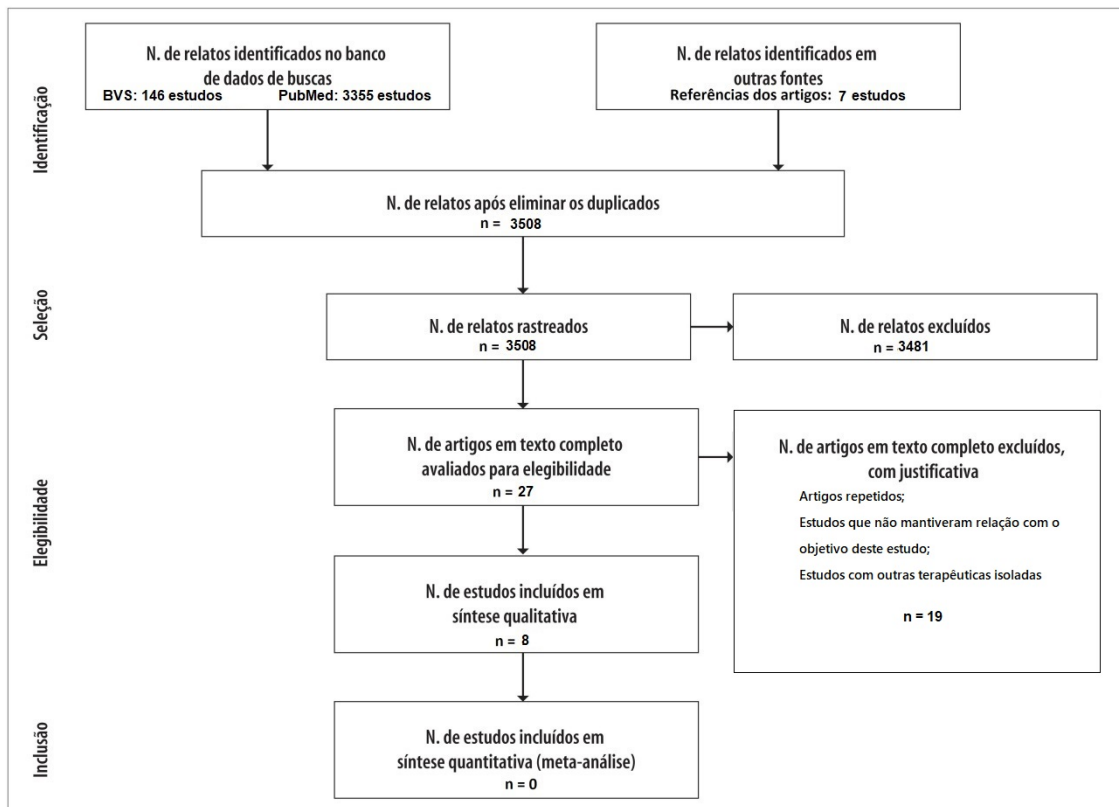 Identificação
N. de relatos identificados no banco
de dados de buscas
BVS: 146 estudos PubMed: 3355 estudos
N. de relatos identificados em
outras fontes
Referências dos artigos: 7 estudos
N. de relatos após eliminar os duplicados
n = 3508
Seleção
N. de relatos rastreados
n = 3508
N. de relatos excluídos
n = 3481
Elegibilidade
N. de artigos em texto completo
avaliados para elegibilidade
n = 27
N. de artigos em texto completo excluídos,
com justificativa
Artigos repetidos;
Estudos que não mantiveram relação com o
objetivo deste estudo;
Estudos com outras terapêuticas isoladas
n = 19
N. de estudos incluídos em
síntese qualitativa
n = 8
Inclusão
N. de estudos incluídos em
síntese quantitativa (meta-análise)
n = 0